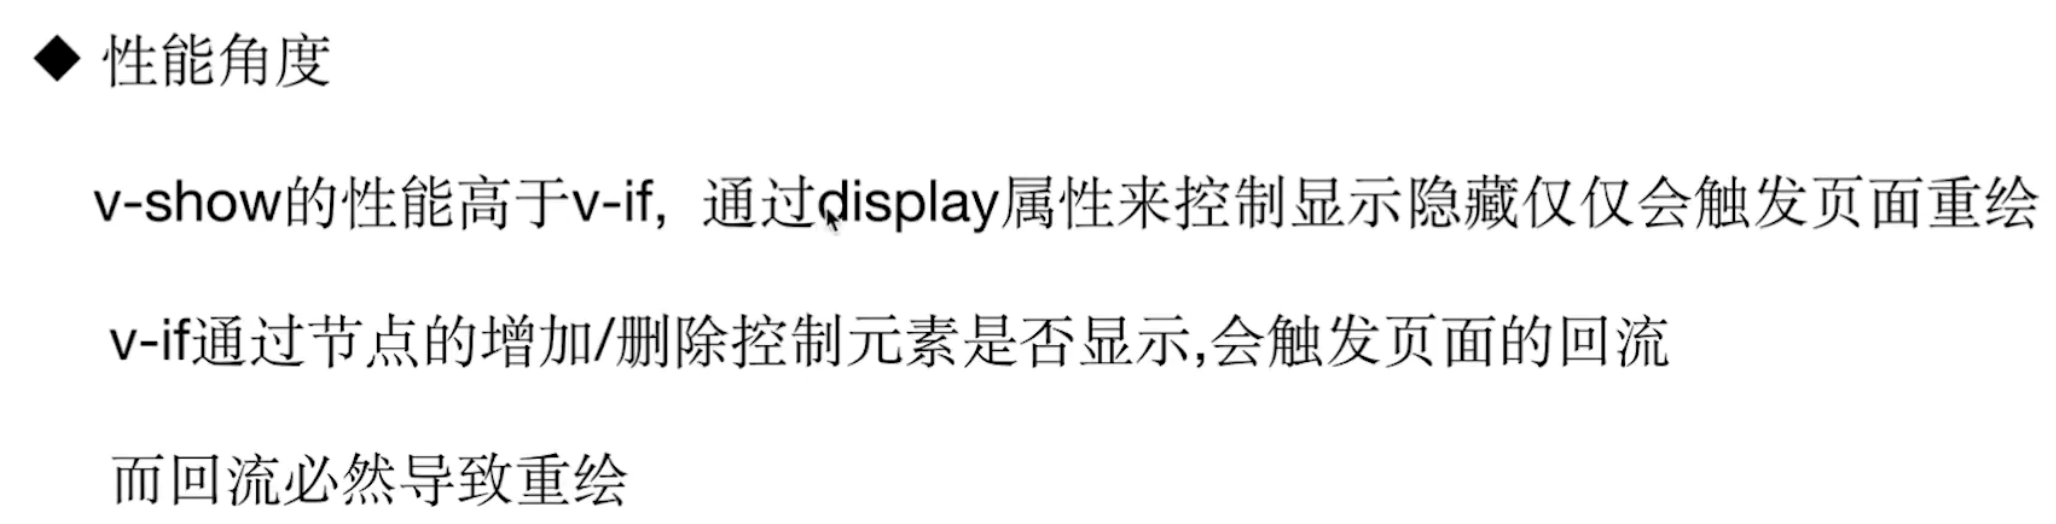 ◆ 性能角度
v-show的性能高于v-if, 通过display属性来控制显示隐藏仅仅会触发页面重绘
v-if通过节点的增加/删除控制元素是否显示,会触发页面的回流
而回流必然导致重绘